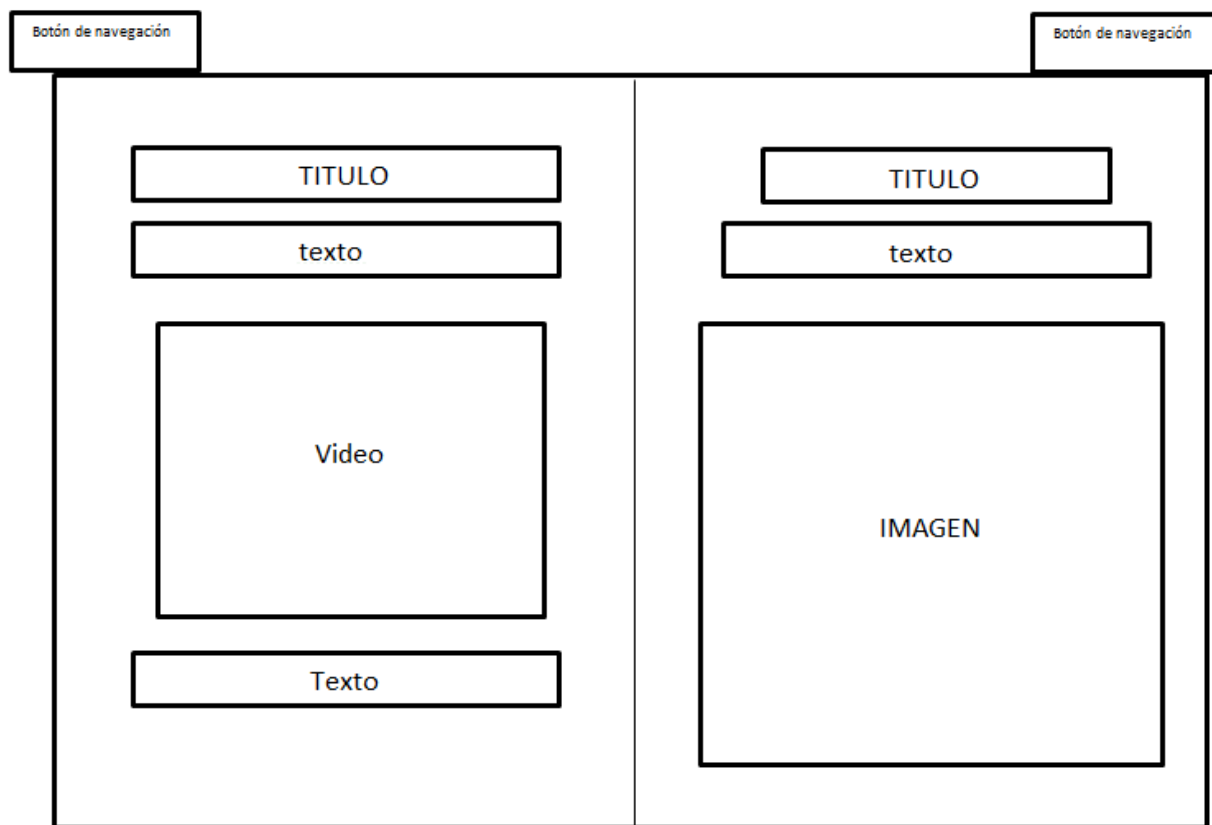 Botón de navegación
Botón de navegación
TITULO
texto
Video
Texto
TITULO
texto
IMAGEN